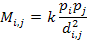 M_{i,j} = k \frac{p_i p_j}{d_{i,j}^2}